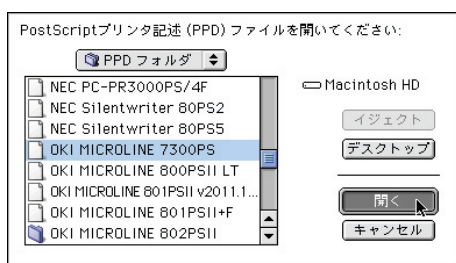 PostScriptプリンタ記述 (PPD) ファイルを開いてください:
PPD フォルダ
NEC PC-PR3000PS/4F
NEC Silentwriter 80PS2
NEC Silentwriter 80PS5
OKI MICROLINE 7300PS
OKI MICROLINE 800PSII LT
OKI MICROLINE 801PSII v2011.1...
OKI MICROLINE 801PSII+F
OKI MICROLINE 802PSII
Macintosh HD
イジェクト
デスクトップ
開く
キャンセル